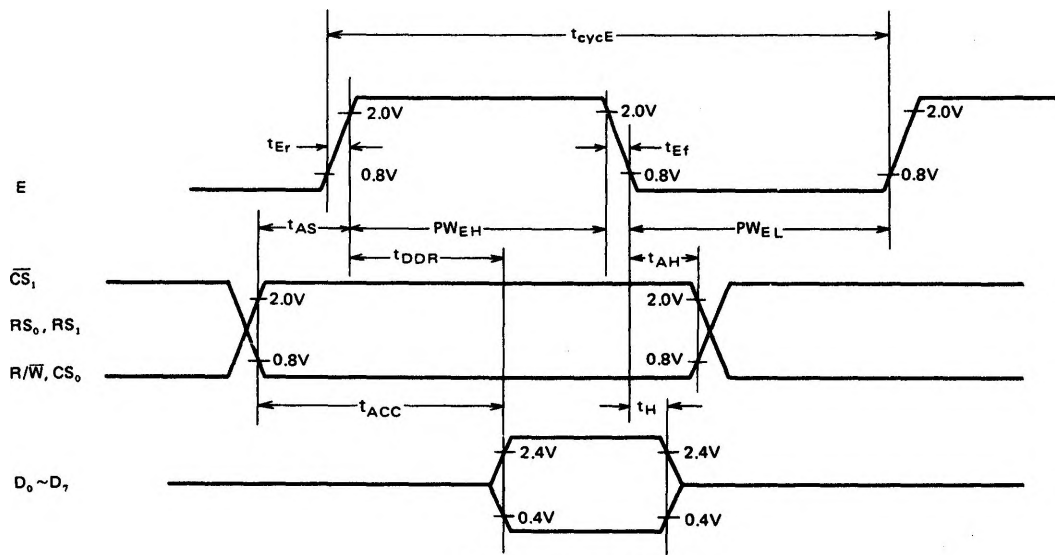 tcycE
2.0V 2.0V 2.0V
tEr tEf
0.8V 0.8V 0.8V
E
tAS PWEH PWEL
tDDR tAH
CS̅₁
2.0V 2.0V
RS₀, RS₁
0.8V 0.8V
R/W̅, CS₀
tACC tH
2.4V 2.4V
D₀~D₇
0.4V 0.4V